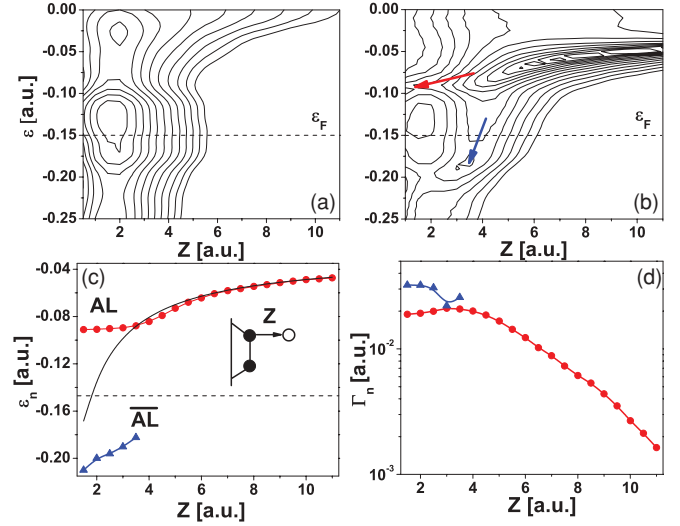 0.00
-0.05
-0.10
-0.15
-0.20
-0.25
ε [a.u.]
ε_F
(a)
2 4 6 8 10
Z [a.u.]
0.00
-0.05
-0.10
-0.15
-0.20
-0.25
ε_F
(b)
2 4 6 8 10
Z [a.u.]
-0.04
-0.08
-0.12
-0.16
-0.20
ε_n [a.u.]
(c)
AL
Z
A̅L̅
2 4 6 8 10
Z [a.u.]
10⁻²
10⁻³
Γ_n [a.u.]
(d)
2 4 6 8 10
Z [a.u.]